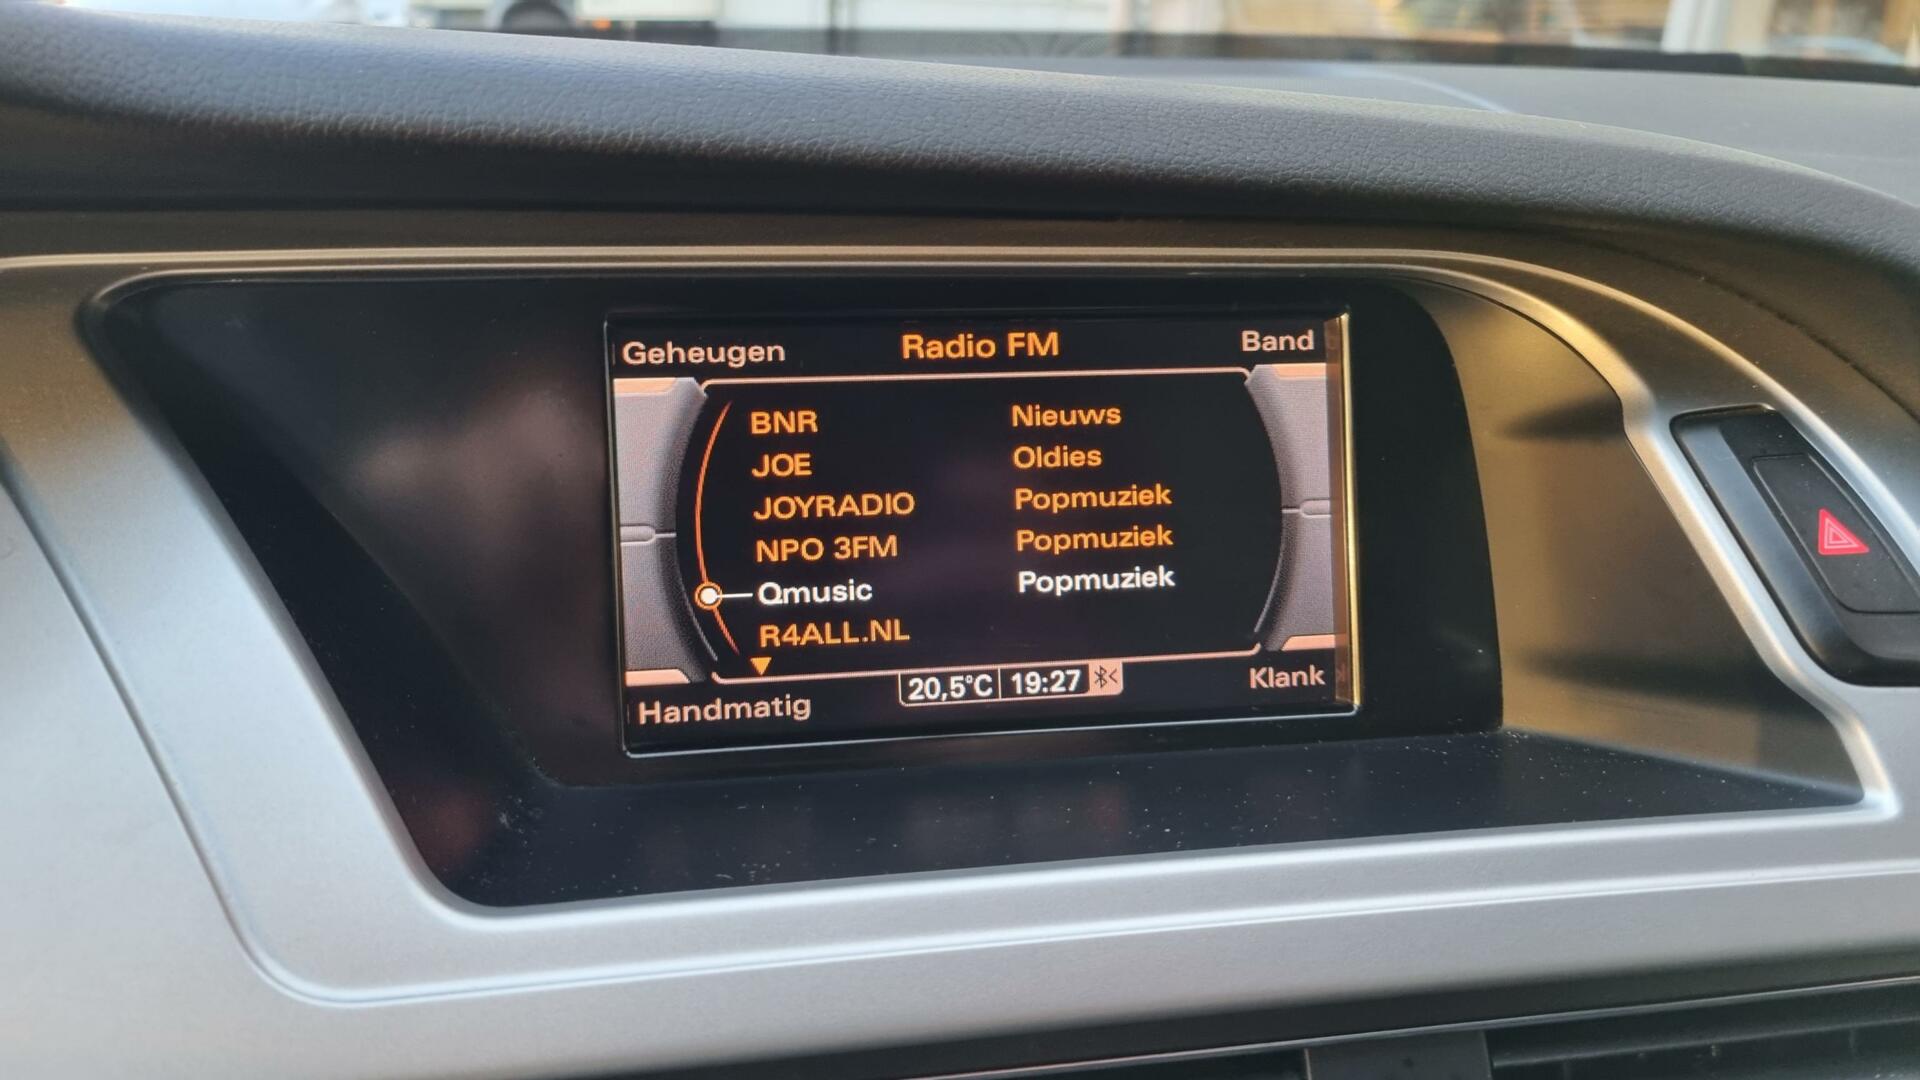 Geheugen Radio FM Band
BNR Nieuws
JOE Oldies
JOYRADIO Popmuziek
NPO 3FM Popmuziek
Qmusic Popmuziek
R4ALL.NL
20,5°C 19:27
Handmatig Klank